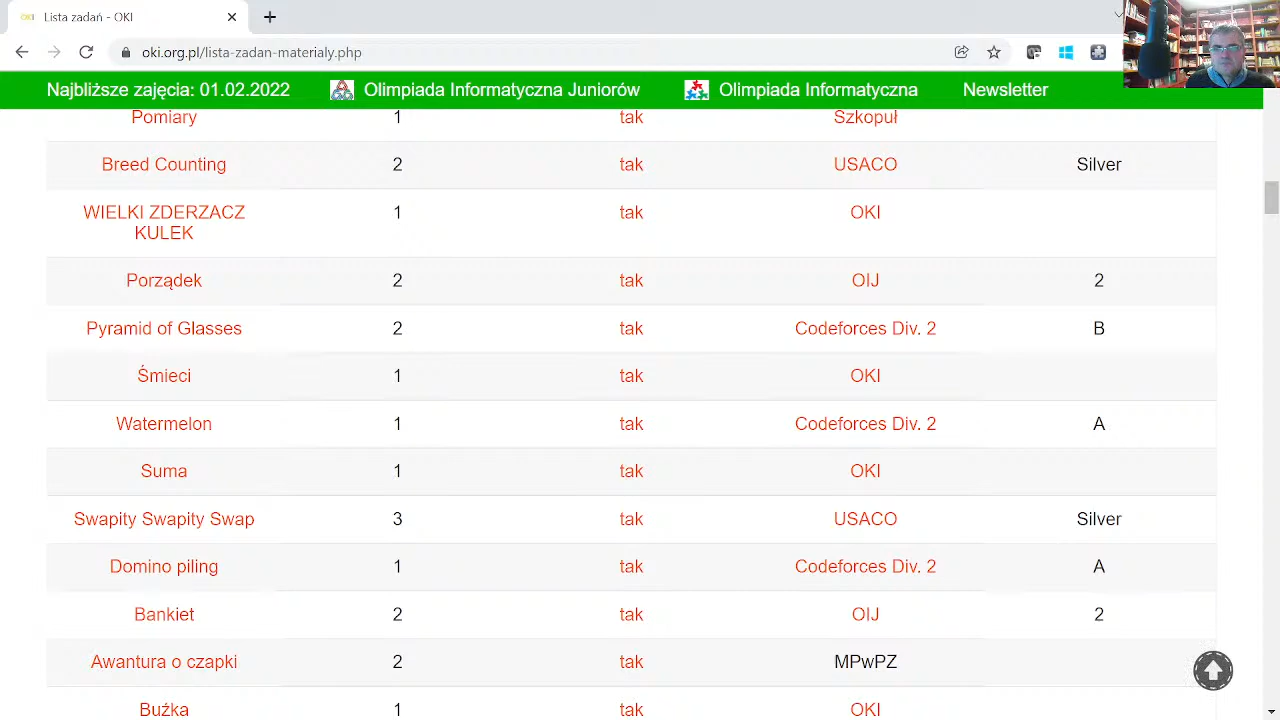 OKI Lista zadań - OKI
oki.org.pl/lista-zadan-materialy.php
Najbliższe zajęcia: 01.02.2022 Olimpiada Informatyczna Juniorów Olimpiada Informatyczna Newsletter
Pomiary 1 tak Szkopuł
Breed Counting 2 tak USACO Silver
WIELKI ZDERZACZ 1 tak OKI
KULEK
Porządek 2 tak OIJ 2
Pyramid of Glasses 2 tak Codeforces Div. 2 B
Śmieci 1 tak OKI
Watermelon 1 tak Codeforces Div. 2 A
Suma 1 tak OKI
Swapity Swapity Swap 3 tak USACO Silver
Domino piling 1 tak Codeforces Div. 2 A
Bankiet 2 tak OIJ 2
Awantura o czapki 2 tak MPwPZ
Buźka 1 tak OKI